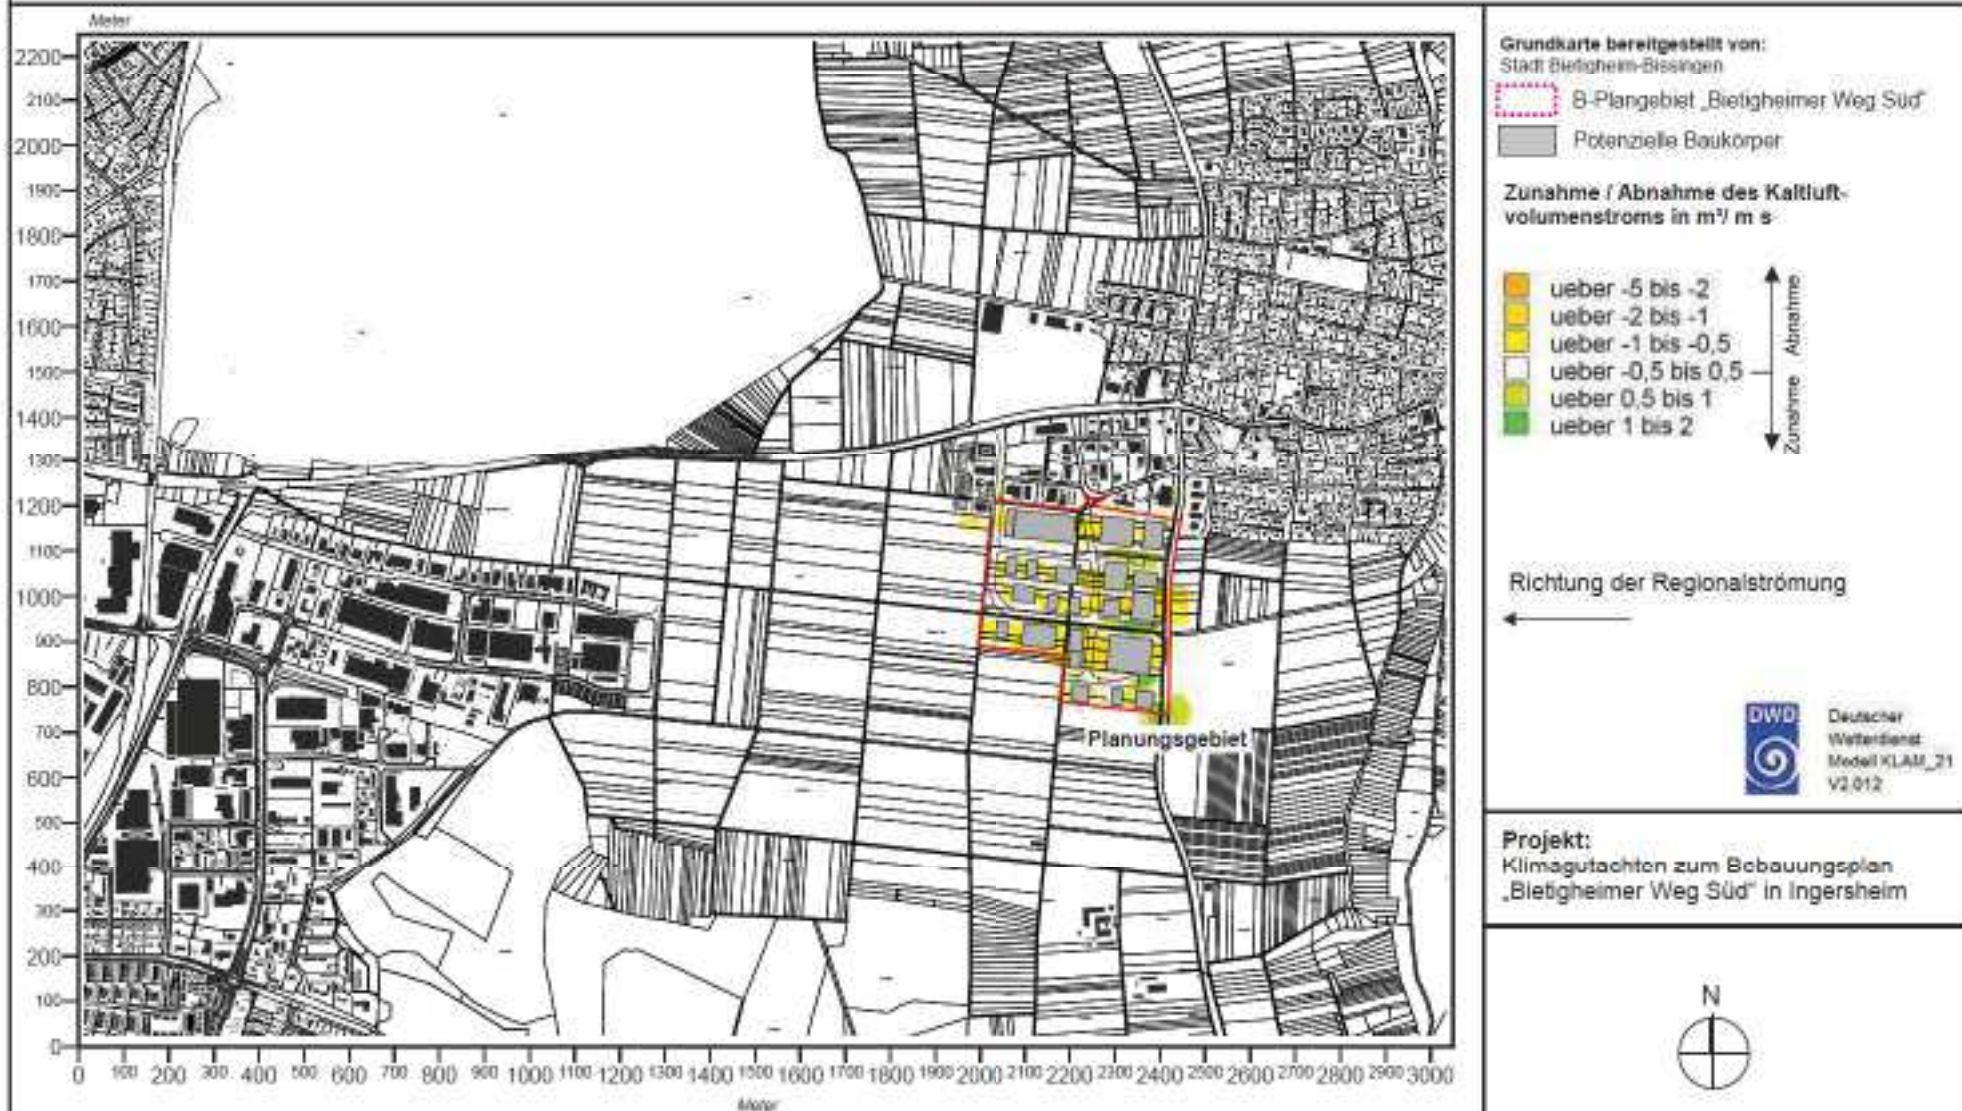 Meter
2200
2100
2000
1900
1800
1700
1600
1500
1400
1300
1200
1100
1000
900
800
700
600
500
400
300
200
100
0
0 100 200 300 400 500 600 700 800 900 1000 1100 1200 1300 1400 1500 1600 1700 1800 1900 2000 2100 2200 2300 2400 2500 2600 2700 2800 2900 3000
Meter
Planungsgebiet
Grundkarte bereitgestellt von:
Stadt Bietigheim-Bissingen
B-Plangebiet „Bietigheimer Weg Süd"
Potenzielle Baukörper
Zunahme / Abnahme des Kaltluft-
volumenstroms in m³/ m s
ueber -5 bis -2
ueber -2 bis -1
ueber -1 bis -0,5
ueber -0,5 bis 0,5
ueber 0,5 bis 1
ueber 1 bis 2
Abnahme
Zunahme
Richtung der Regionalströmung
DWD
Deutscher
Wetterdienst
Modell KLAM_21
V2.012
Projekt:
Klimagutachten zum Bebauungsplan
„Bietigheimer Weg Süd" in Ingersheim
N